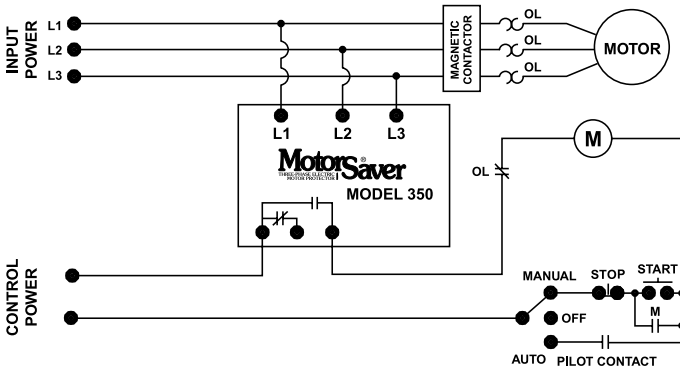 INPUT
POWER
L1
L2
L3
MAGNETIC
CONTACTOR
OL
OL
OL
MOTOR
L1 L2 L3
MotorSaver®
THREE-PHASE ELECTRIC
MOTOR PROTECTOR
MODEL 350
OL
M
CONTROL
POWER
MANUAL STOP START
OFF
M
AUTO PILOT CONTACT